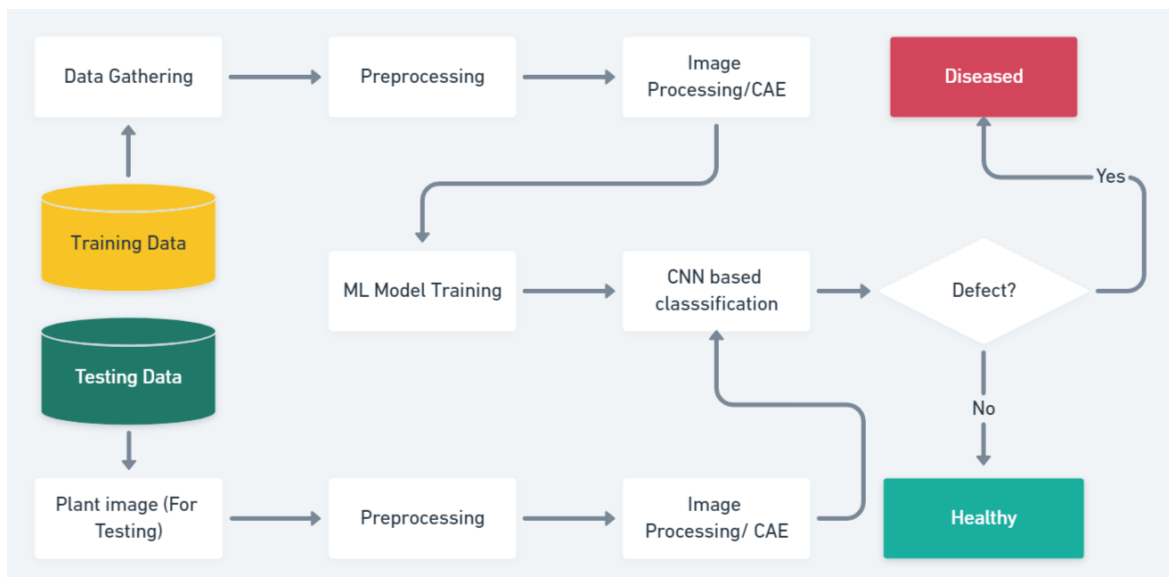 Data Gathering
Preprocessing
Image
Processing/CAE
Diseased
Yes
Training Data
ML Model Training
CNN based
classsification
Defect?
Testing Data
No
Plant image (For
Testing)
Preprocessing
Image
Processing/ CAE
Healthy